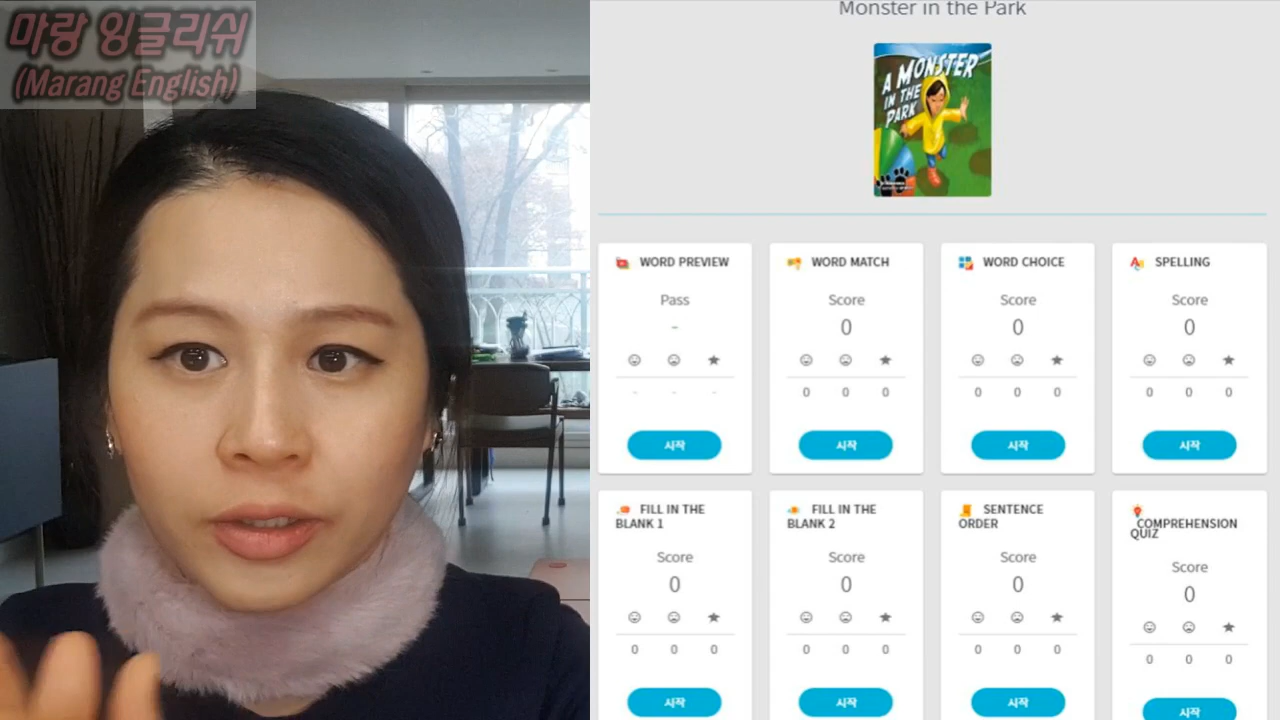 마랑 잉글리쉬
(Marang English)
Monster in the Park
A MONSTER
IN THE
PARK
WORD PREVIEW
Pass
-
- - -
시작
WORD MATCH
Score
0
0 0 0
시작
WORD CHOICE
Score
0
0 0 0
시작
SPELLING
Score
0
0 0 0
시작
FILL IN THE
BLANK 1
Score
0
0 0 0
시작
FILL IN THE
BLANK 2
Score
0
0 0 0
시작
SENTENCE
ORDER
Score
0
0 0 0
시작
COMPREHENSION
QUIZ
Score
0
0 0 0
시작